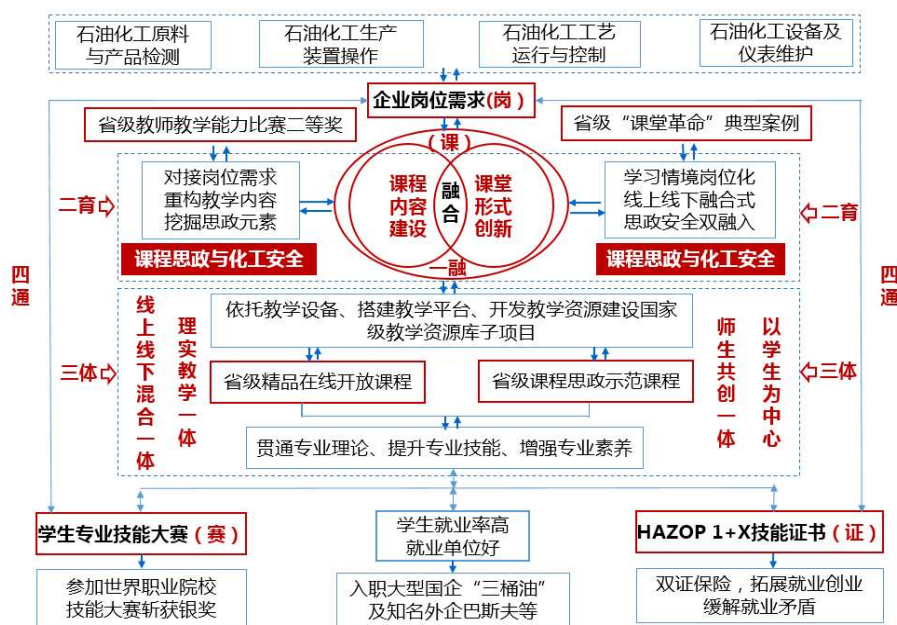 石油化工原料
与产品检测
石油化工生产
装置操作
石油化工工艺
运行与控制
石油化工设备及
仪表维护
企业岗位需求(岗)
省级教师教学能力比赛二等奖
省级“课堂革命”典型案例
(课)
对接岗位需求
重构教学内容
挖掘思政元素
课程
内容
建设
融
合
课堂
形式
创新
学习情境岗位化
线上线下融合式
思政安全双融入
二育
二育
课程思政与化工安全
一融
课程思政与化工安全
四通
四通
依托教学设备、搭建教学平台、开发教学资源建设国家
级教学资源库子项目
线上线下混合一体
理实教学一体
师生共创一体
以学生为中心
三体
三体
省级精品在线开放课程
省级课程思政示范课程
贯通专业理论、提升专业技能、增强专业素养
学生专业技能大赛(赛)
学生就业率高
就业单位好
HAZOP 1+X技能证书(证)
参加世界职业院校
技能大赛斩获银奖
入职大型国企“三桶油”
及知名外企巴斯夫等
双证保险，拓展就业创业
缓解就业矛盾